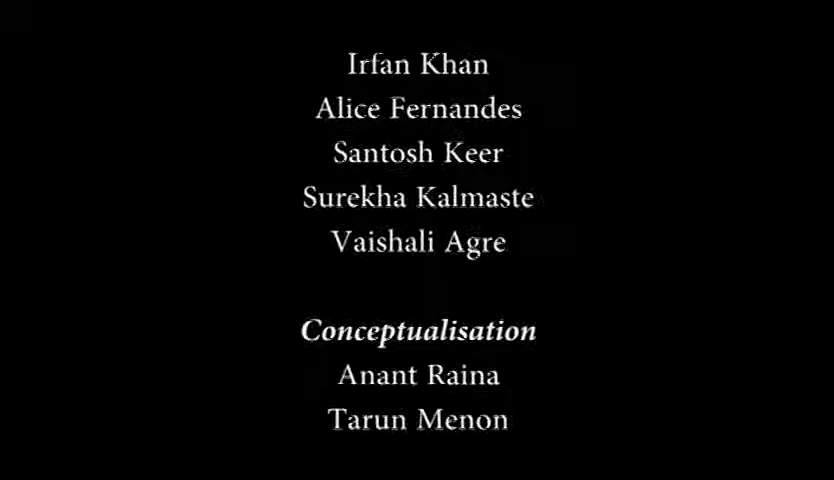 Irfan Khan
Alice Fernandes
Santosh Keer
Surekha Kalmaste
Vaishali Agre
Conceptualisation
Anant Raina
Tarun Menon